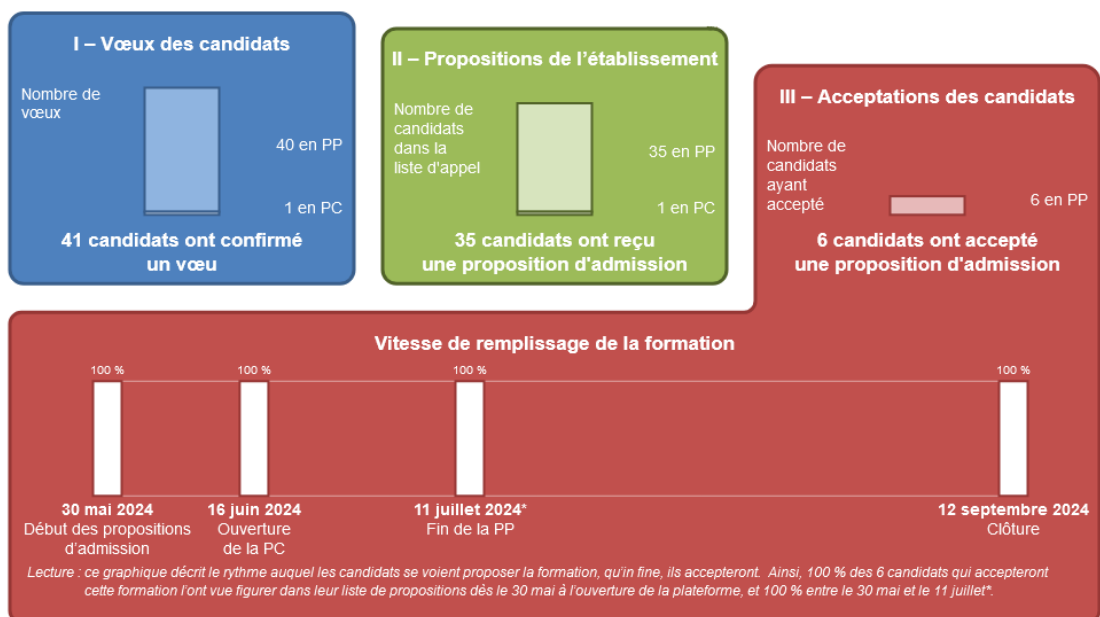 I – Vœux des candidats
Nombre de
vœux
40 en PP
1 en PC
41 candidats ont confirmé
un vœu
II – Propositions de l'établissement
Nombre de
candidats
dans la
liste d'appel
35 en PP
1 en PC
35 candidats ont reçu
une proposition d'admission
III – Acceptations des candidats
Nombre de
candidats
ayant
accepté
6 en PP
6 candidats ont accepté
une proposition d'admission
Vitesse de remplissage de la formation
100 %
100 %
100 %
100 %
30 mai 2024
Début des propositions
d'admission
16 juin 2024
Ouverture
de la PC
11 juillet 2024*
Fin de la PP
12 septembre 2024
Clôture
Lecture : ce graphique décrit le rythme auquel les candidats se voient proposer la formation, qu'in fine, ils accepteront. Ainsi, 100 % des 6 candidats qui accepteront
cette formation l'ont vue figurer dans leur liste de propositions dès le 30 mai à l'ouverture de la plateforme, et 100 % entre le 30 mai et le 11 juillet*.